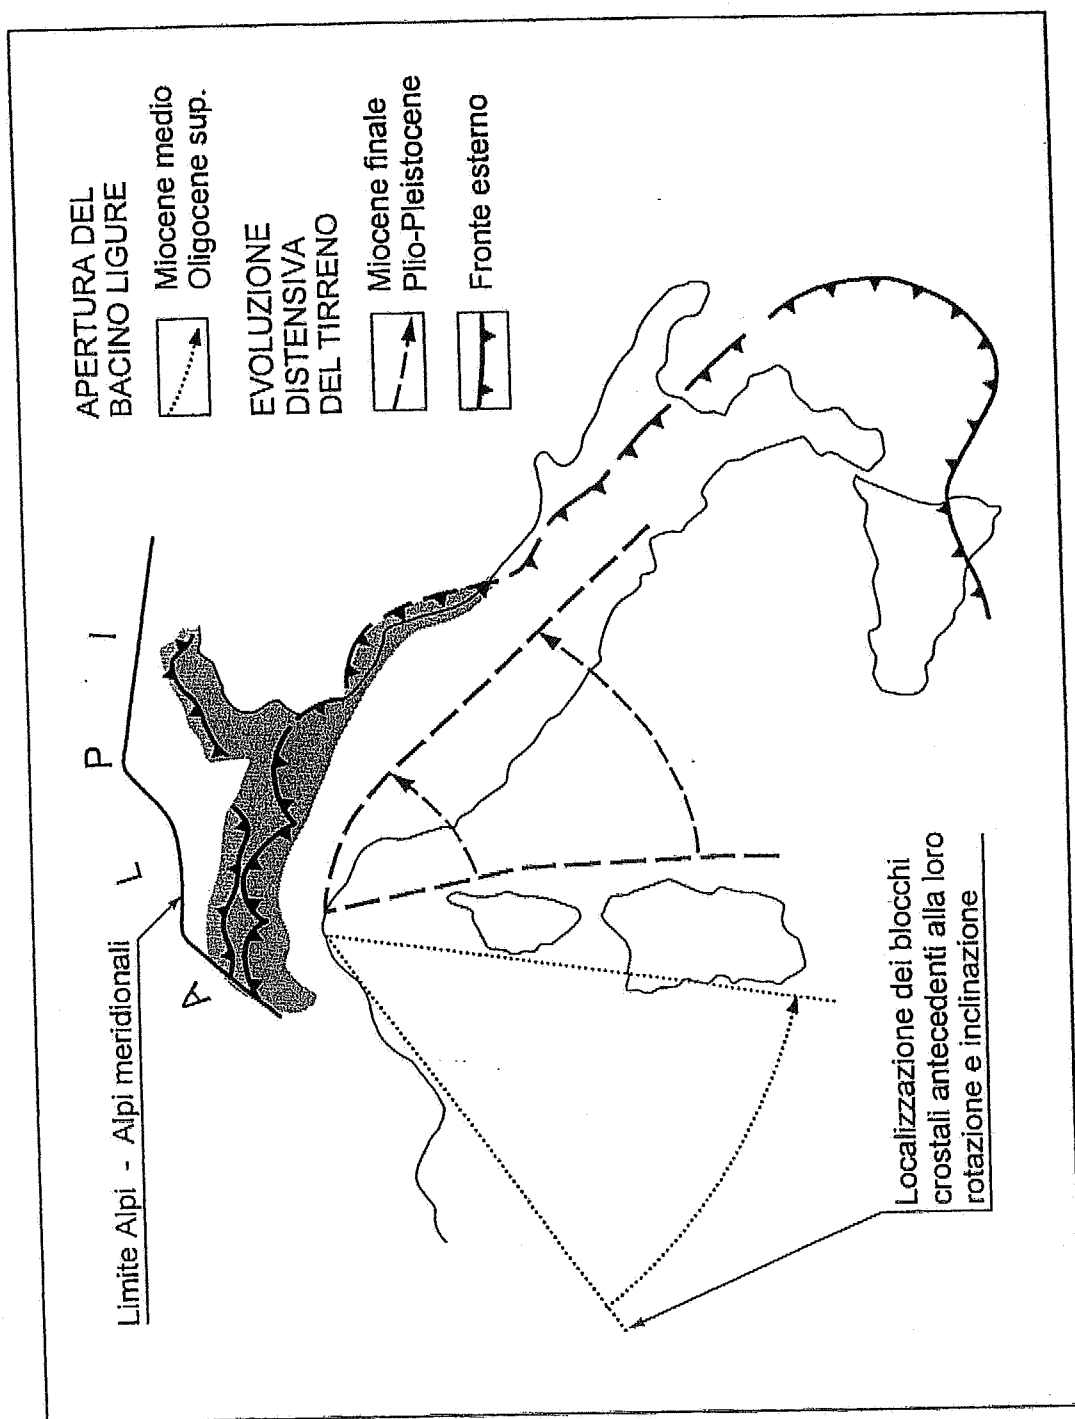 APERTURA DEL
BACINO LIGURE
Miocene medio
Oligocene sup.
EVOLUZIONE
DISTENSIVA
DEL TIRRENO
Miocene finale
Plio-Pleistocene
Fronte esterno
Limite Alpi - Alpi meridionali
A L P I
Localizzazione dei blocchi
crostali antecedenti alla loro
rotazione e inclinazione